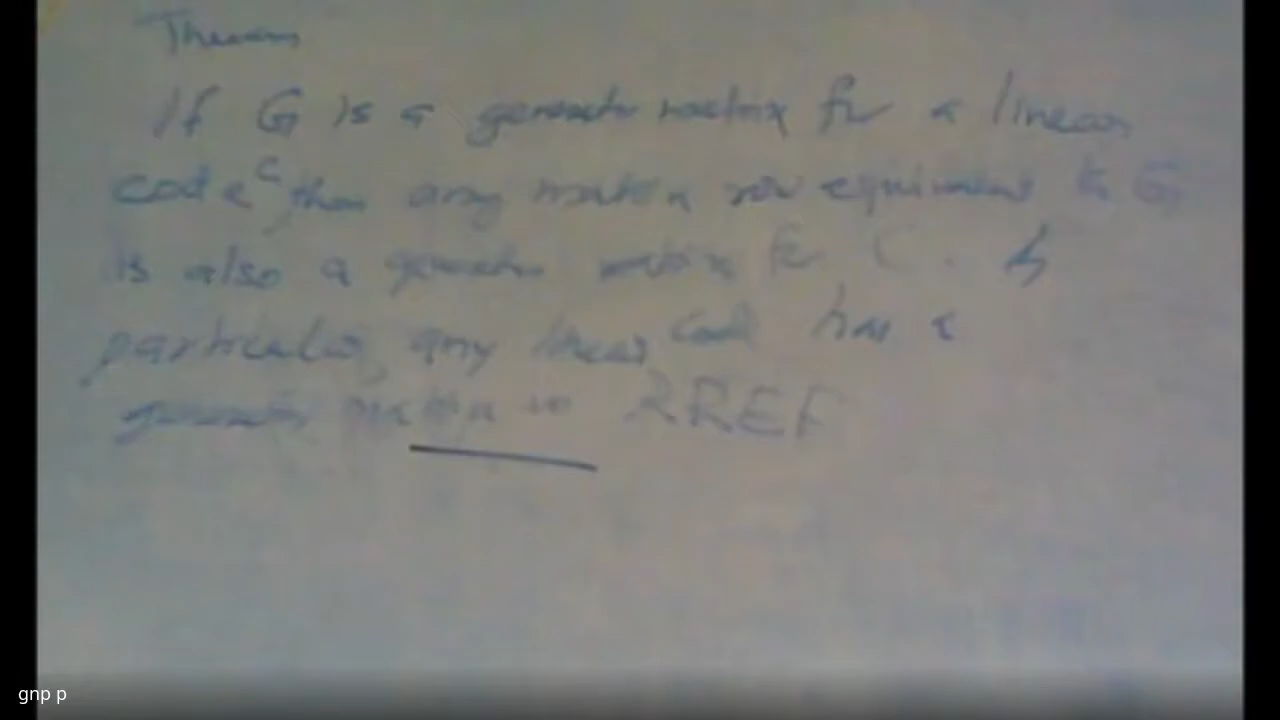 Theorem
If G is a generator matrix for a linear
code C, then any matrix row equivalent to G
is also a generator matrix for C. In
particular, any linear code has a
generator matrix in RREF
gnp p